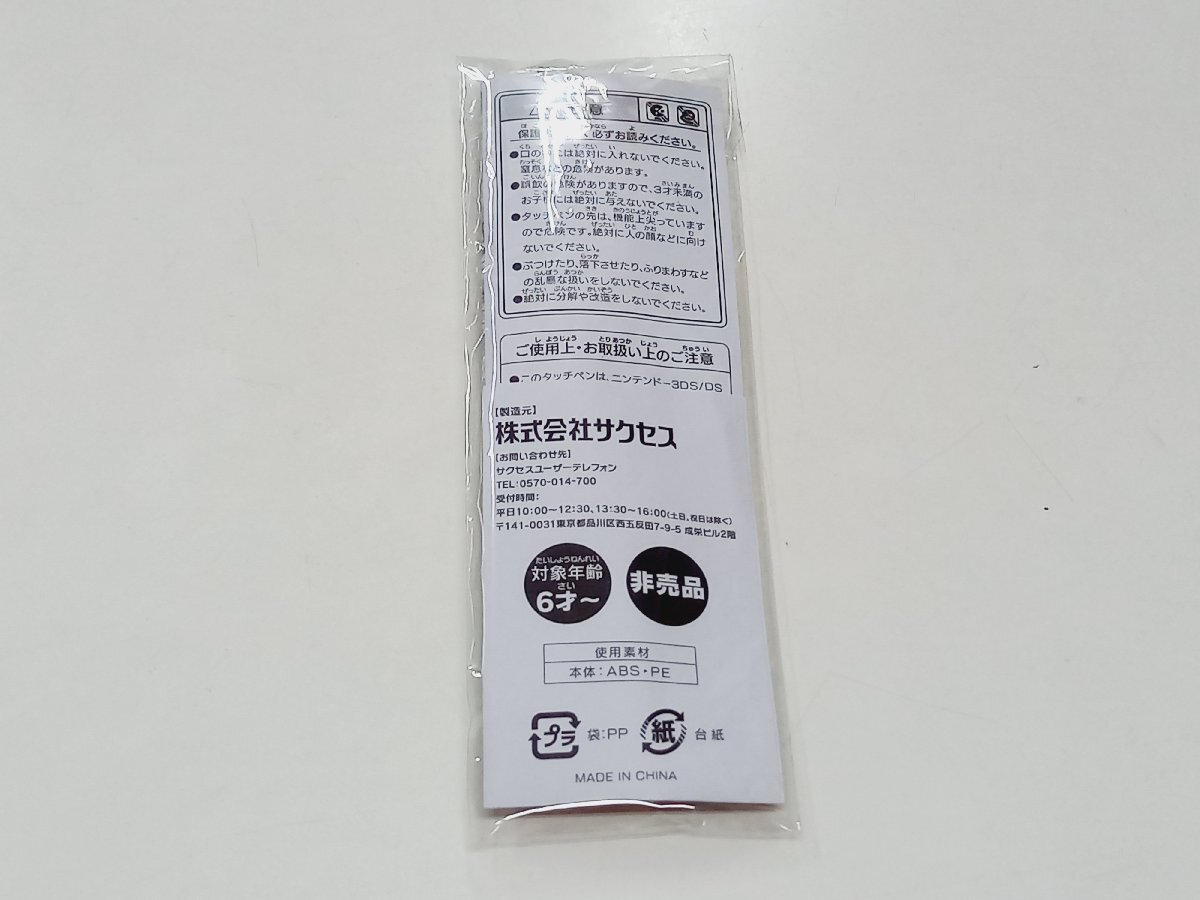 意
保護 必ずお読みください。
●口の には絶対に入れないでください。
窒息などの危険があります。
●誤飲の危険がありますので、3才未満の
お子様には絶対に与えないでください。
●タッチペンの先は、機能上尖っています
ので危険です。絶対に人の顔などに向け
ないでください。
●ぶつけたり、落下させたり、ふりまわすなど
の乱暴な扱いをしないでください。
●絶対に分解や改造をしないでください。
ご使用上・お取扱い上のご注意
●このタッチペンは、ニンテンドー3DS/DS
【製造元】
株式会社サクセス
【お問い合わせ先】
サクセスユーザーテレフォン
TEL:0570-014-700
受付時間:
平日10:00〜12:30、13:30〜16:00(土日、祝日は除く)
〒141-0031東京都品川区西五反田7-9-5 成栄ビル2階
たいしょうねんれい
対象年齢
さい
6才〜
非売品
使用素材
本体:ABS・PE
プラ 袋:PP 紙 台紙
MADE IN CHINA